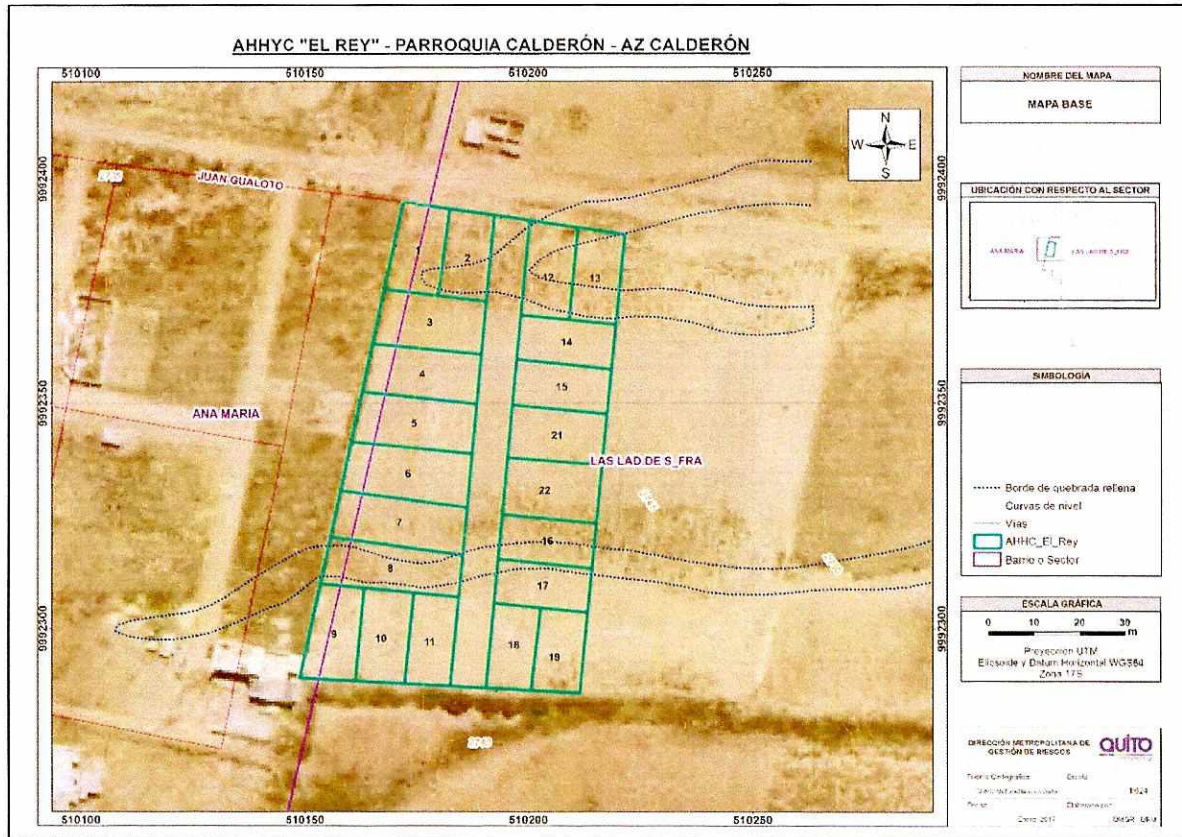 AHHYC "EL REY" - PARROQUIA CALDERÓN - AZ CALDERÓN
510100 510150 510200 510250
9992400
9992350
9992300
9992400
9992350
9992300
N
W E
S
JUAN GUALOTO
1
2
12
13
3
14
4
15
5
ANA MARIA
21
6
LAS LAD.DE S_FRA
22
7
16
8
17
9
10
11
18
19
510100 510150 510200 510250
NOMBRE DEL MAPA
MAPA BASE
UBICACIÓN CON RESPECTO AL SECTOR
ANA MARIA
SIMBOLOGÍA
Borde de quebrada rellena
Curvas de nivel
Vías
AHHC_El_Rey
Barrio o Sector
ESCALA GRÁFICA
0 10 20 30
m
Proyección UTM
Elipsoide y Datum Horizontal WGS84
Zona 17S
DIRECCIÓN METROPOLITANA DE
GESTIÓN DE RIESGOS
QUITO
Enero, 2017